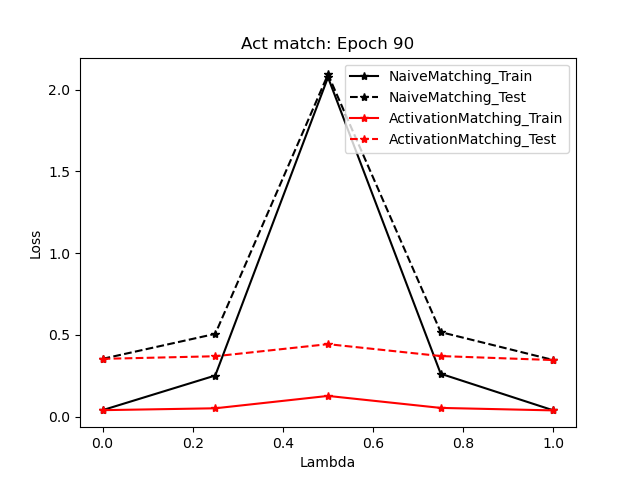 Act match: Epoch 90
NaiveMatching_Train
NaiveMatching_Test
ActivationMatching_Train
ActivationMatching_Test
Loss
2.0
1.5
1.0
0.5
0.0
0.0 0.2 0.4 0.6 0.8 1.0
Lambda